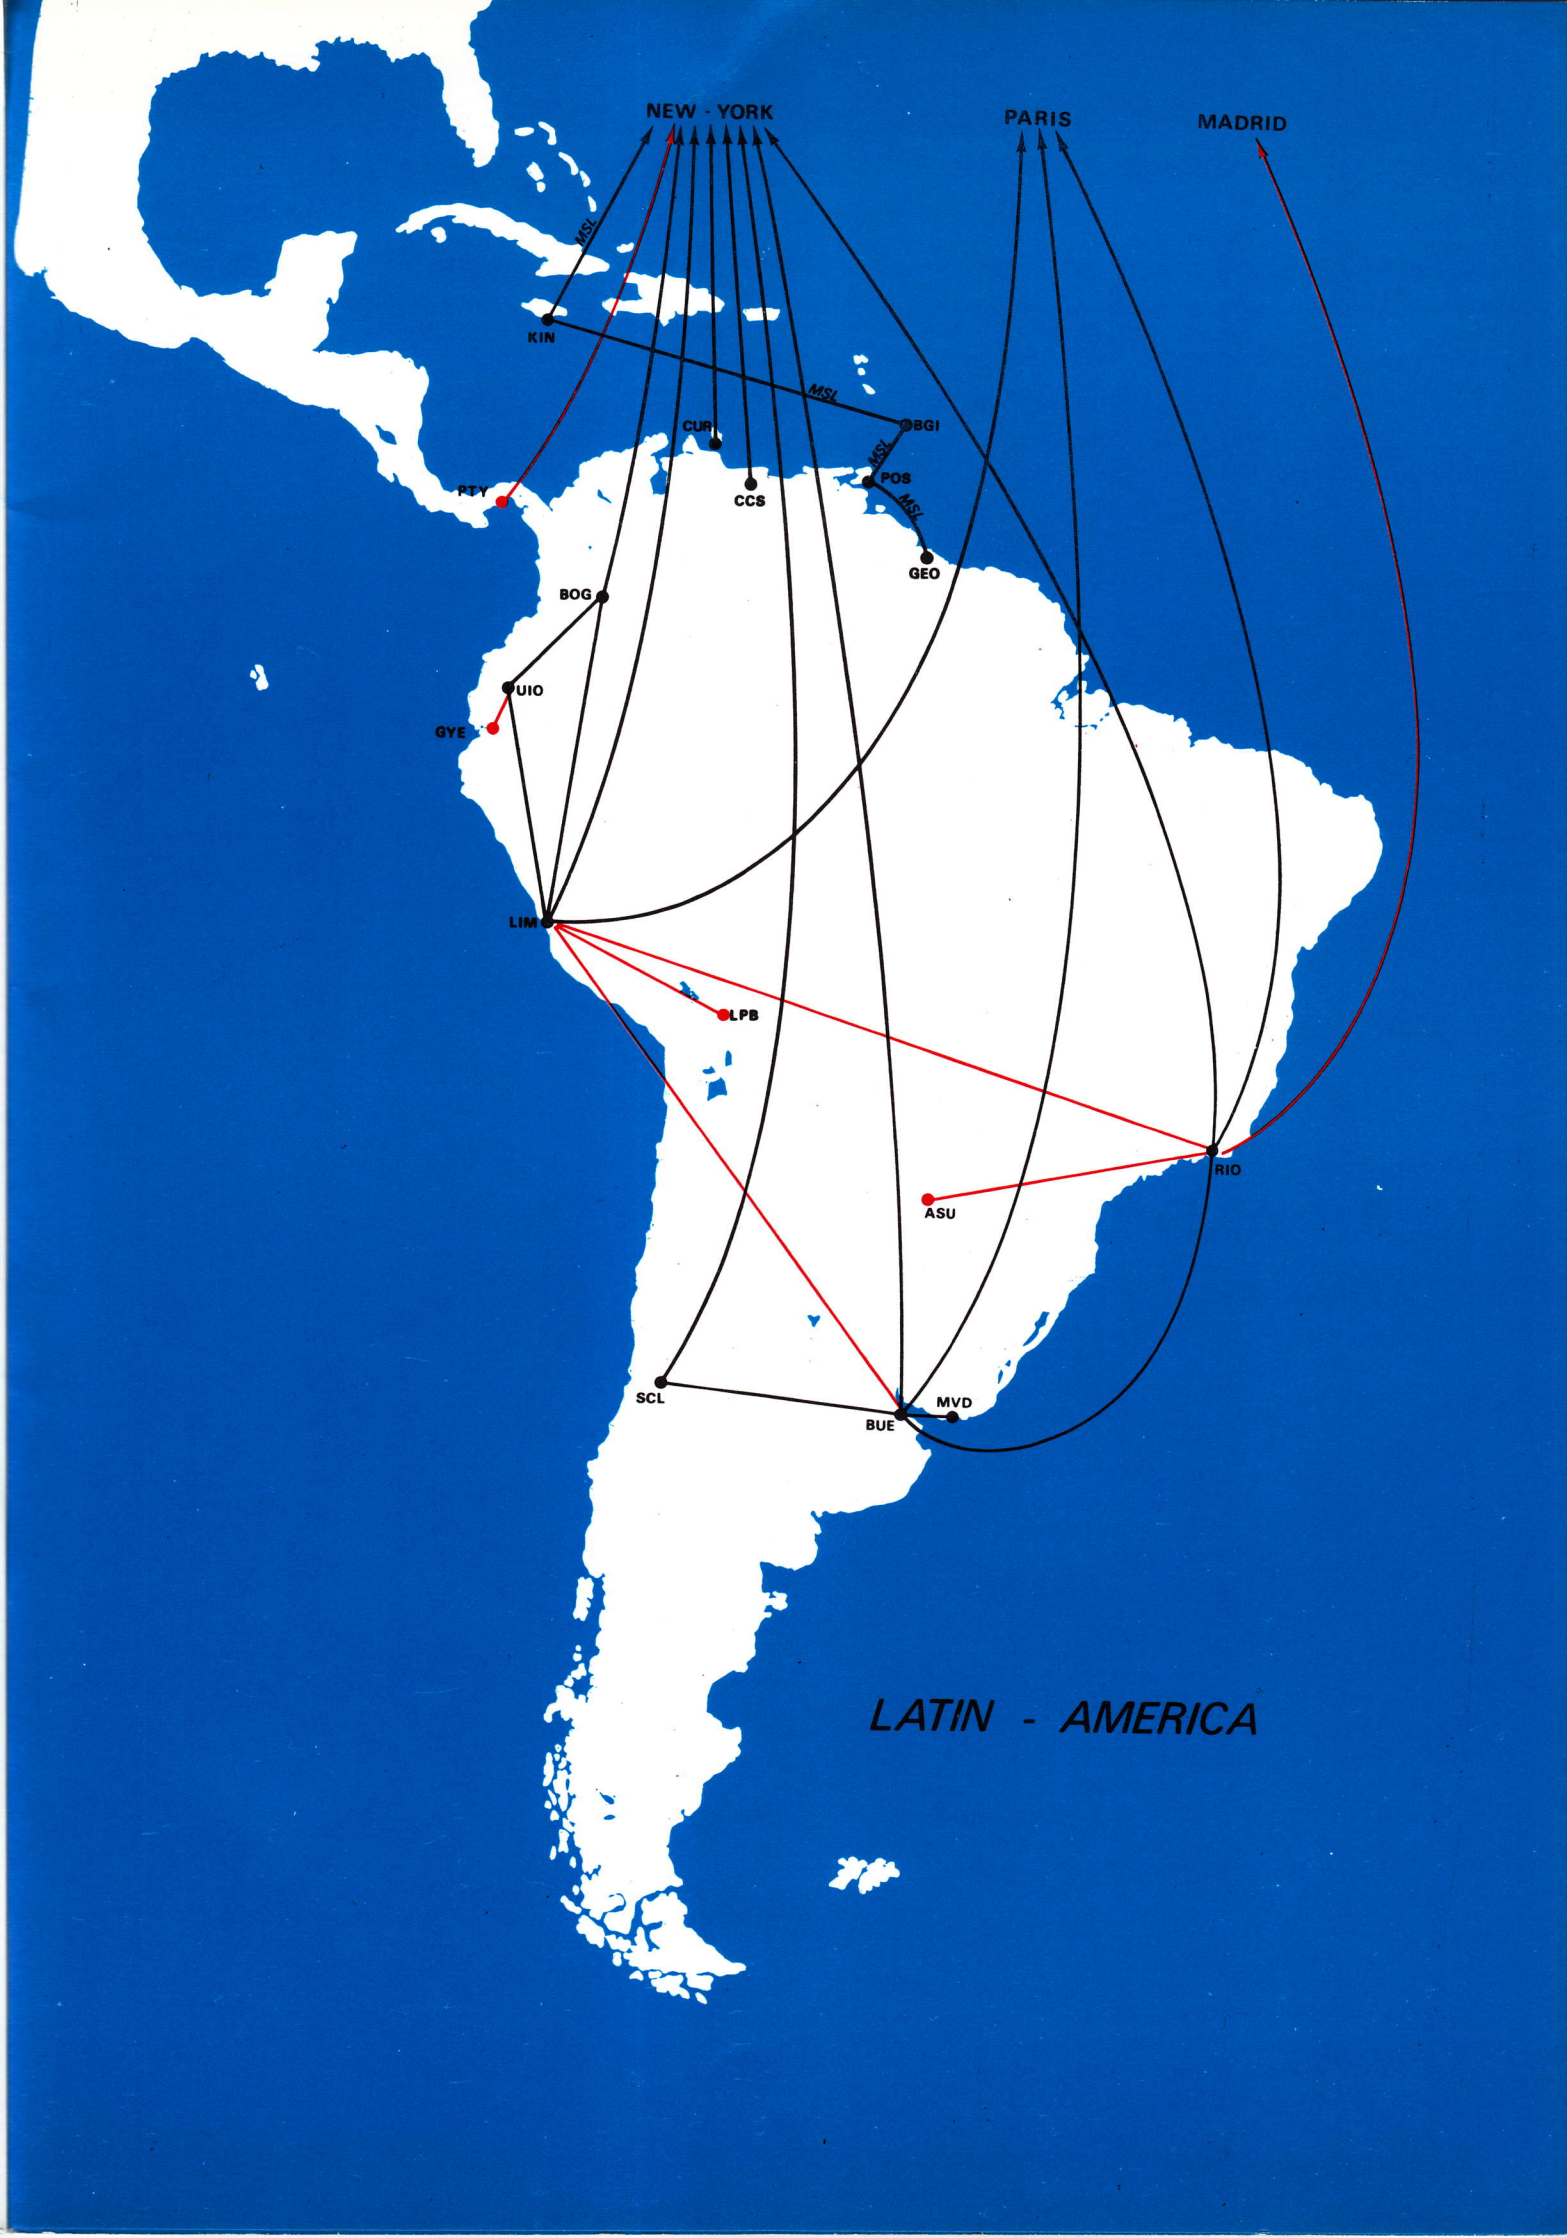 NEW - YORK
PARIS
MADRID
MSL
KIN
MSL
CUR
BGI
MSL
POS
PTY
CCS
MSL
GEO
BOG
UIO
GYE
LIM
LPB
RIO
ASU
SCL
MVD
BUE
LATIN - AMERICA